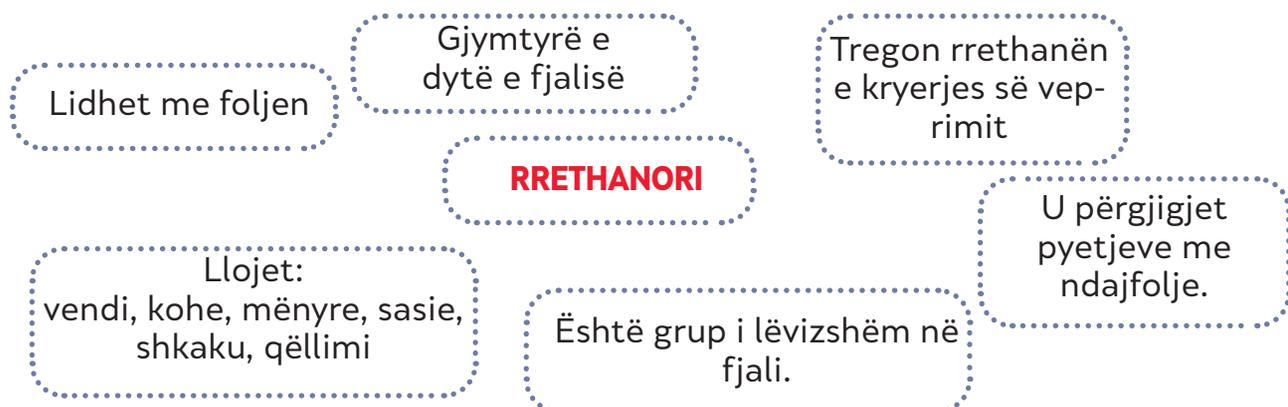 Gjymtyrë e
dytë e fjalisë
Tregon rrethanën
e kryerjes së vep-
rimit
Lidhet me foljen
RRETHANORI
U përgjigjet
pyetjeve me
ndajfolje.
Llojet:
vendi, kohe, mënyre, sasie,
shkaku, qëllimi
Është grup i lëvizshëm në
fjali.